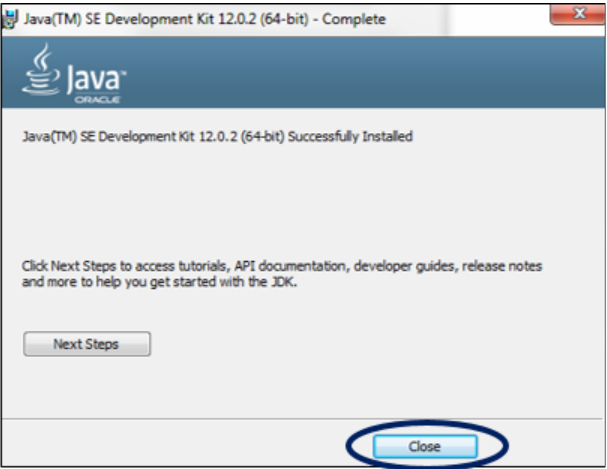 Java(TM) SE Development Kit 12.0.2 (64-bit) - Complete
Java™
ORACLE
Java(TM) SE Development Kit 12.0.2 (64-bit) Successfully Installed
Click Next Steps to access tutorials, API documentation, developer guides, release notes
and more to help you get started with the JDK.
Next Steps
Close